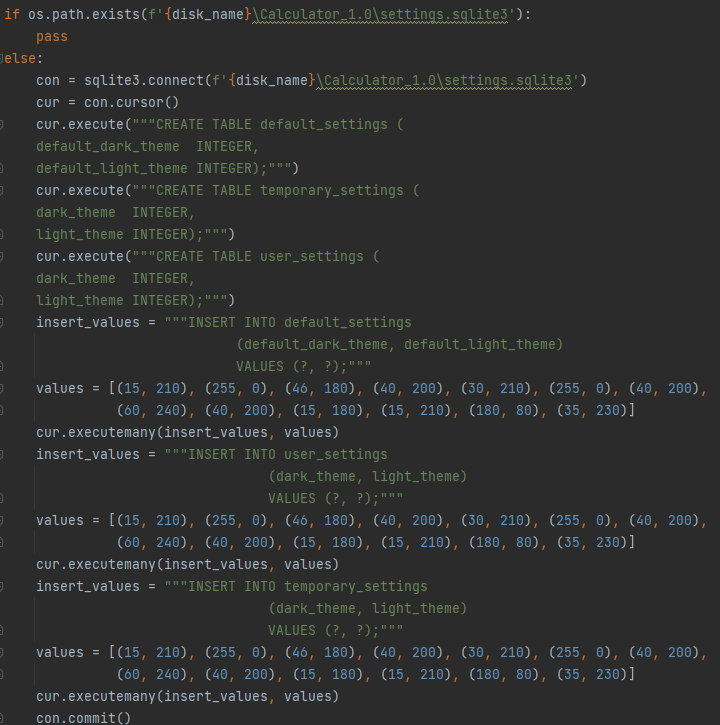 if os.path.exists(f'{disk_name}\Calculator_1.0\settings.sqlite3'):
    pass
else:
    con = sqlite3.connect(f'{disk_name}\Calculator_1.0\settings.sqlite3')
    cur = con.cursor()
    cur.execute("""CREATE TABLE default_settings (
    default_dark_theme  INTEGER,
    default_light_theme INTEGER);""")
    cur.execute("""CREATE TABLE temporary_settings (
    dark_theme  INTEGER,
    light_theme INTEGER);""")
    cur.execute("""CREATE TABLE user_settings (
    dark_theme  INTEGER,
    light_theme INTEGER);""")
    insert_values = """INSERT INTO default_settings
                             (default_dark_theme, default_light_theme)
                             VALUES (?, ?);"""
    values = [(15, 210), (255, 0), (46, 180), (40, 200), (30, 210), (255, 0), (40, 200),
              (60, 240), (40, 200), (15, 180), (15, 210), (180, 80), (35, 230)]
    cur.executemany(insert_values, values)
    insert_values = """INSERT INTO user_settings
                                 (dark_theme, light_theme)
                                 VALUES (?, ?);"""
    values = [(15, 210), (255, 0), (46, 180), (40, 200), (30, 210), (255, 0), (40, 200),
              (60, 240), (40, 200), (15, 180), (15, 210), (180, 80), (35, 230)]
    cur.executemany(insert_values, values)
    insert_values = """INSERT INTO temporary_settings
                                 (dark_theme, light_theme)
                                 VALUES (?, ?);"""
    values = [(15, 210), (255, 0), (46, 180), (40, 200), (30, 210), (255, 0), (40, 200),
              (60, 240), (40, 200), (15, 180), (15, 210), (180, 80), (35, 230)]
    cur.executemany(insert_values, values)
    con.commit()